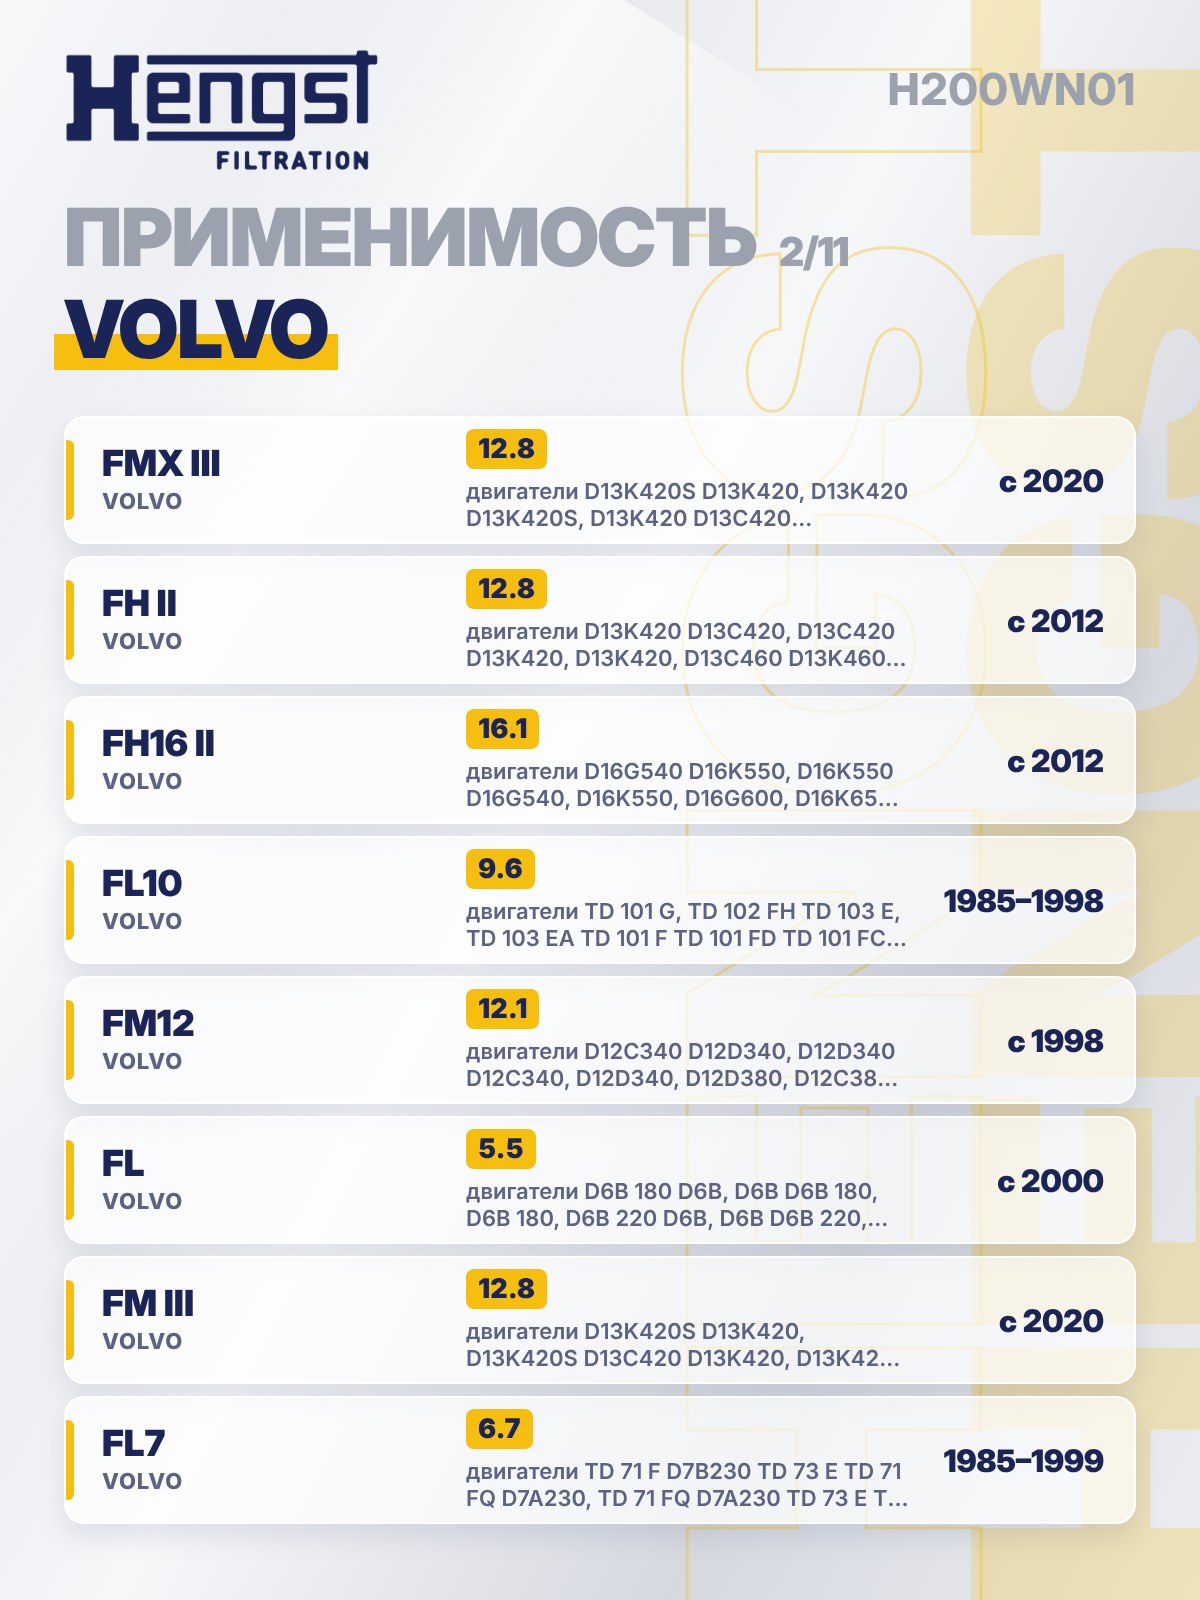 Hengst
FILTRATION
H200WN01
ПРИМЕНИМОСТЬ 2/11
VOLVO
FMX III
VOLVO
12.8
двигатели D13K420S D13K420, D13K420
D13K420S, D13K420 D13C420...
с 2020
FH II
VOLVO
12.8
двигатели D13K420 D13C420, D13C420
D13K420, D13K420, D13C460 D13K460...
с 2012
FH16 II
VOLVO
16.1
двигатели D16G540 D16K550, D16K550
D16G540, D16K550, D16G600, D16K65...
с 2012
FL10
VOLVO
9.6
двигатели TD 101 G, TD 102 FH TD 103 E,
TD 103 EA TD 101 F TD 101 FD TD 101 FC...
1985–1998
FM12
VOLVO
12.1
двигатели D12C340 D12D340, D12D340
D12C340, D12D340, D12D380, D12C38...
с 1998
FL
VOLVO
5.5
двигатели D6B 180 D6B, D6B D6B 180,
D6B 180, D6B 220 D6B, D6B D6B 220,...
с 2000
FM III
VOLVO
12.8
двигатели D13K420S D13K420,
D13K420S D13C420 D13K420, D13K42...
с 2020
FL7
VOLVO
6.7
двигатели TD 71 F D7B230 TD 73 E TD 71
FQ D7A230, TD 71 FQ D7A230 TD 73 E T...
1985–1999
HENGST